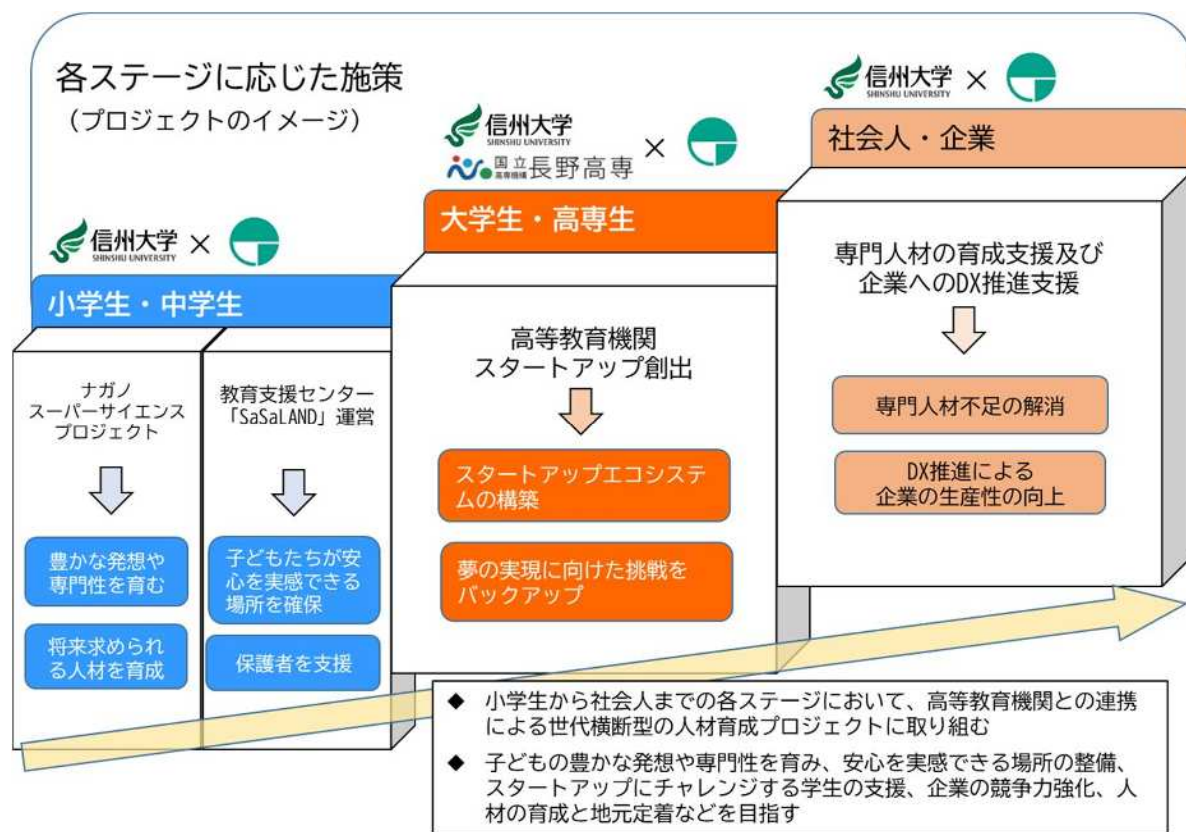 各ステージに応じた施策
(プロジェクトのイメージ)
信州大学
SHINSHU UNIVERSITY
×
小学生・中学生
ナガノ
スーパーサイエンス
プロジェクト
豊かな発想や
専門性を育む
将来求められ
る人材を育成
教育支援センター
「SaSaLAND」運営
子どもたちが安
心を実感できる
場所を確保
保護者を支援
信州大学
SHINSHU UNIVERSITY
国立
高専機構
長野高専
×
大学生・高専生
高等教育機関
スタートアップ創出
スタートアップエコシステ
ムの構築
夢の実現に向けた挑戦を
バックアップ
信州大学
SHINSHU UNIVERSITY
×
社会人・企業
専門人材の育成支援及び
企業へのDX推進支援
専門人材不足の解消
DX推進による
企業の生産性の向上
◆ 小学生から社会人までの各ステージにおいて、高等教育機関との連携
による世代横断型の人材育成プロジェクトに取り組む
◆ 子どもの豊かな発想や専門性を育み、安心を実感できる場所の整備、
スタートアップにチャレンジする学生の支援、企業の競争力強化、人
材の育成と地元定着などを目指す